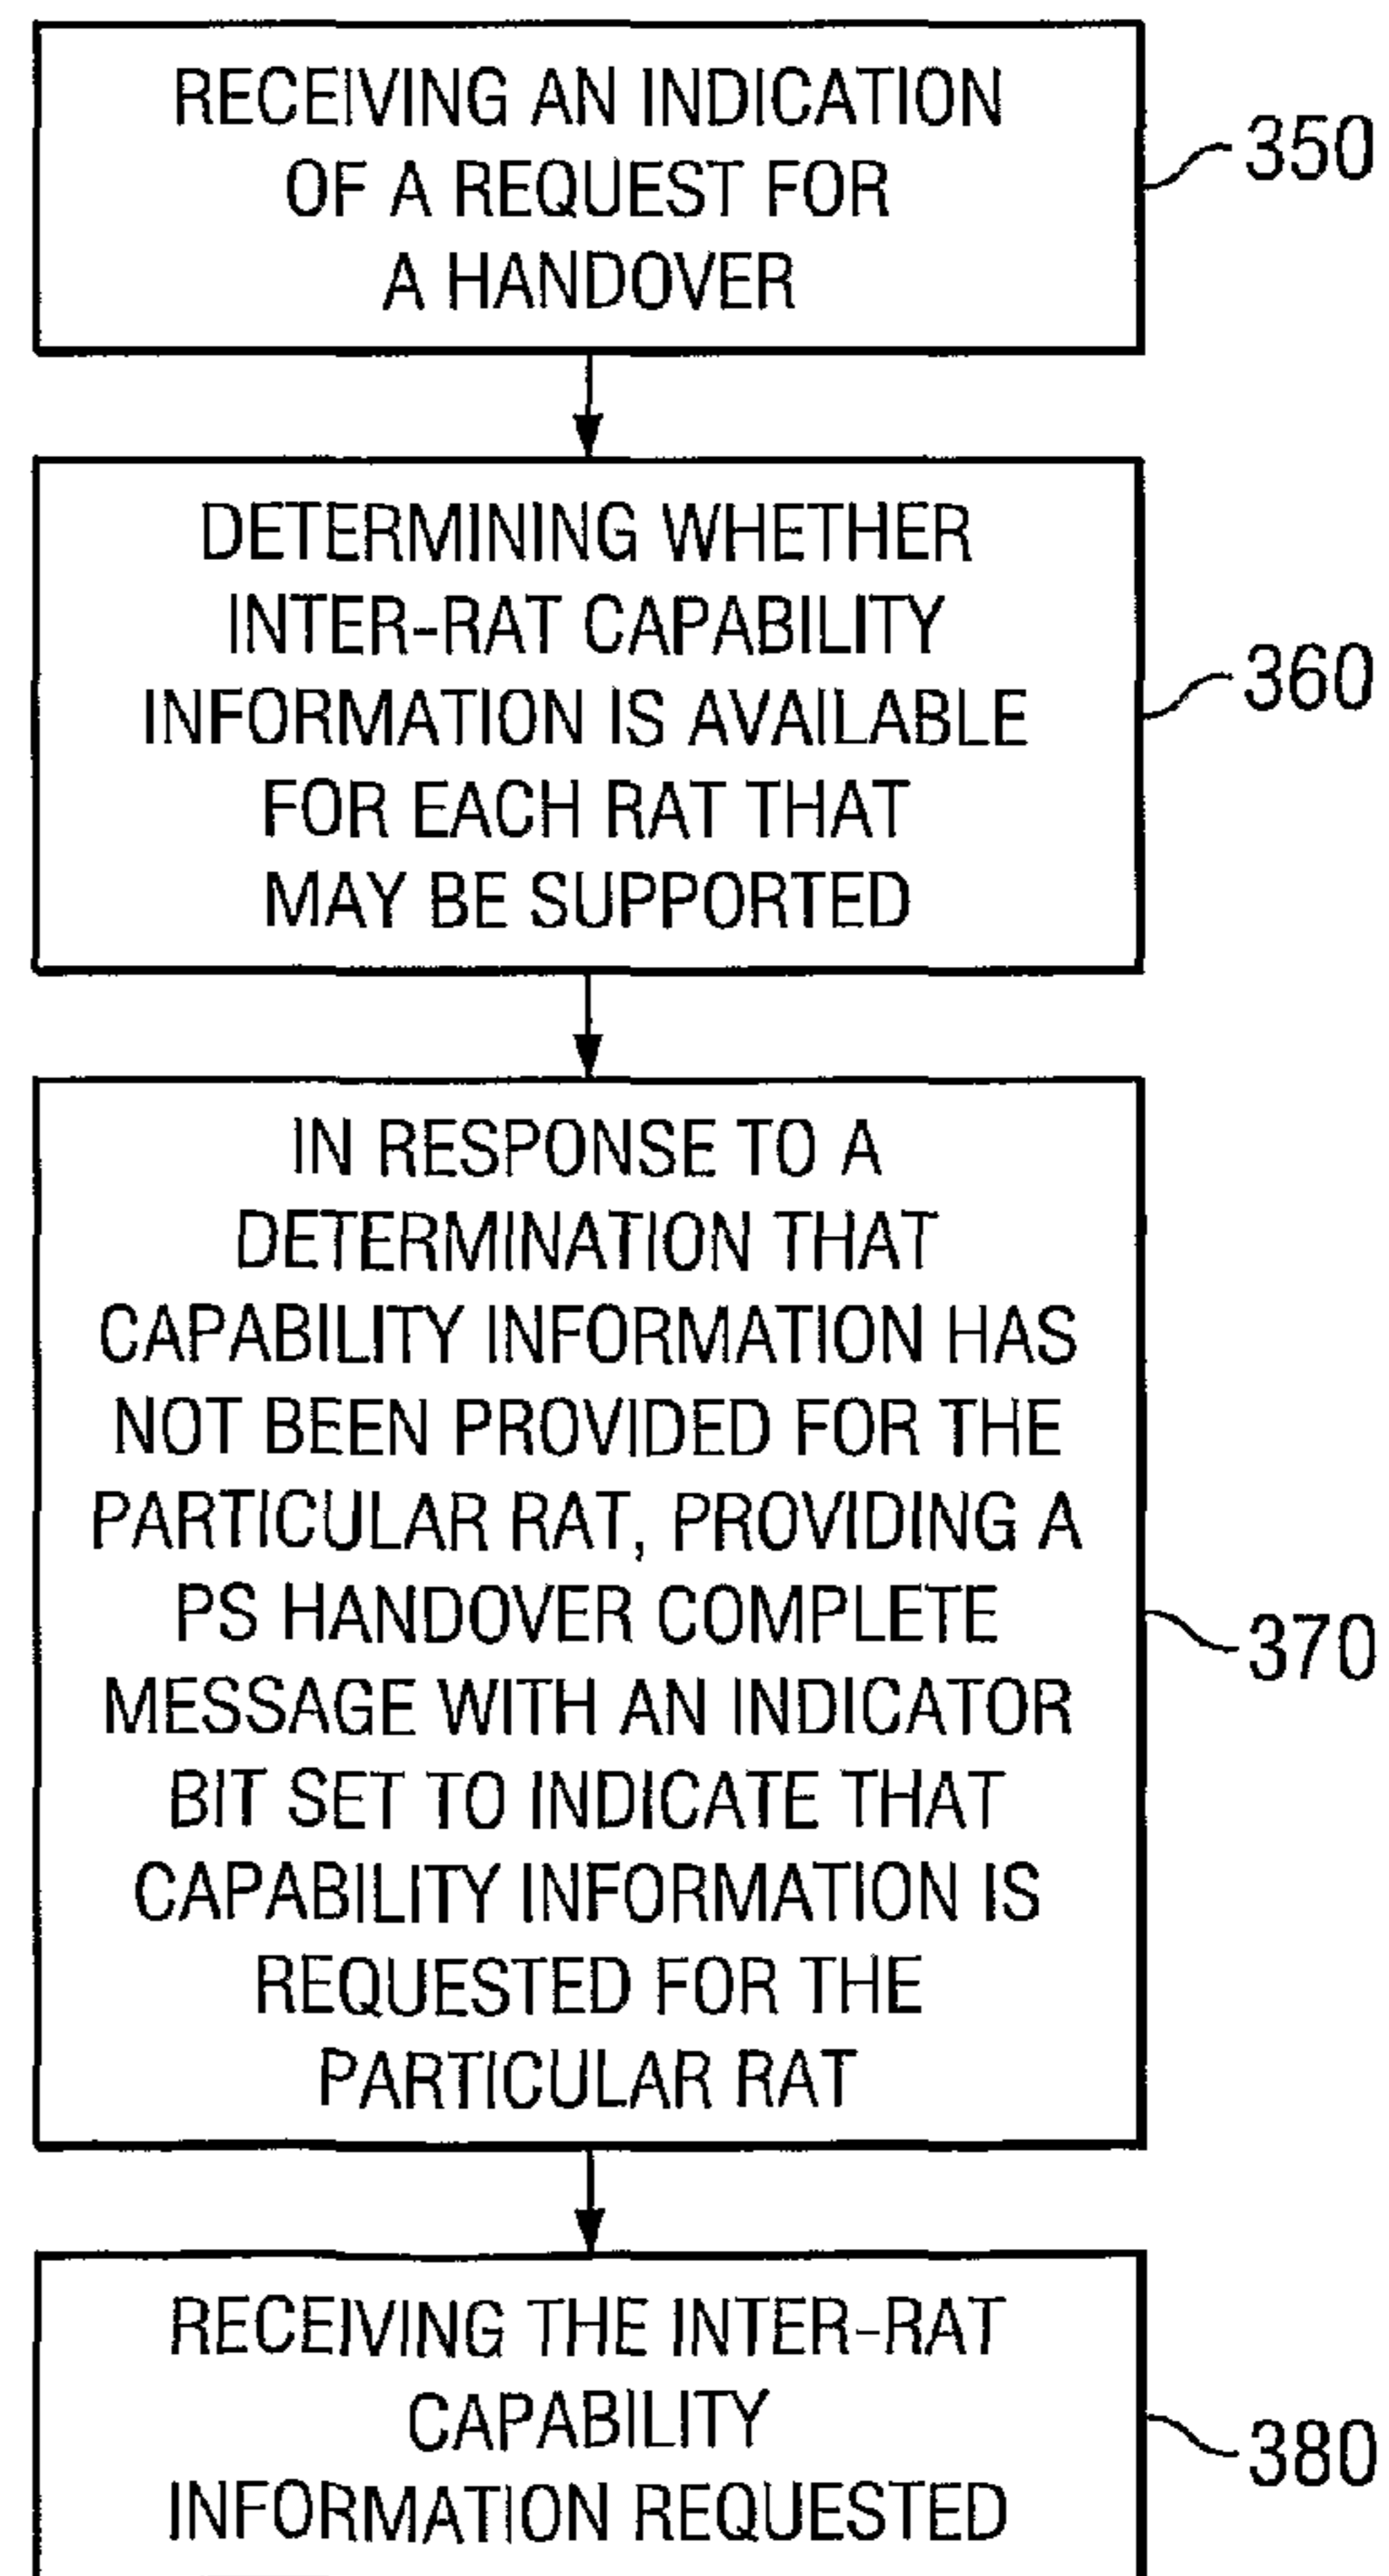 RECEIVING AN INDICATION
OF A REQUEST FOR
A HANDOVER
350
DETERMINING WHETHER
INTER-RAT CAPABILITY
INFORMATION IS AVAILABLE
FOR EACH RAT THAT
MAY BE SUPPORTED
360
IN RESPONSE TO A
DETERMINATION THAT
CAPABILITY INFORMATION HAS
NOT BEEN PROVIDED FOR THE
PARTICULAR RAT, PROVIDING A
PS HANDOVER COMPLETE
MESSAGE WITH AN INDICATOR
BIT SET TO INDICATE THAT
CAPABILITY INFORMATION IS
REQUESTED FOR THE
PARTICULAR RAT
370
RECEIVING THE INTER-RAT
CAPABILITY
INFORMATION REQUESTED
380